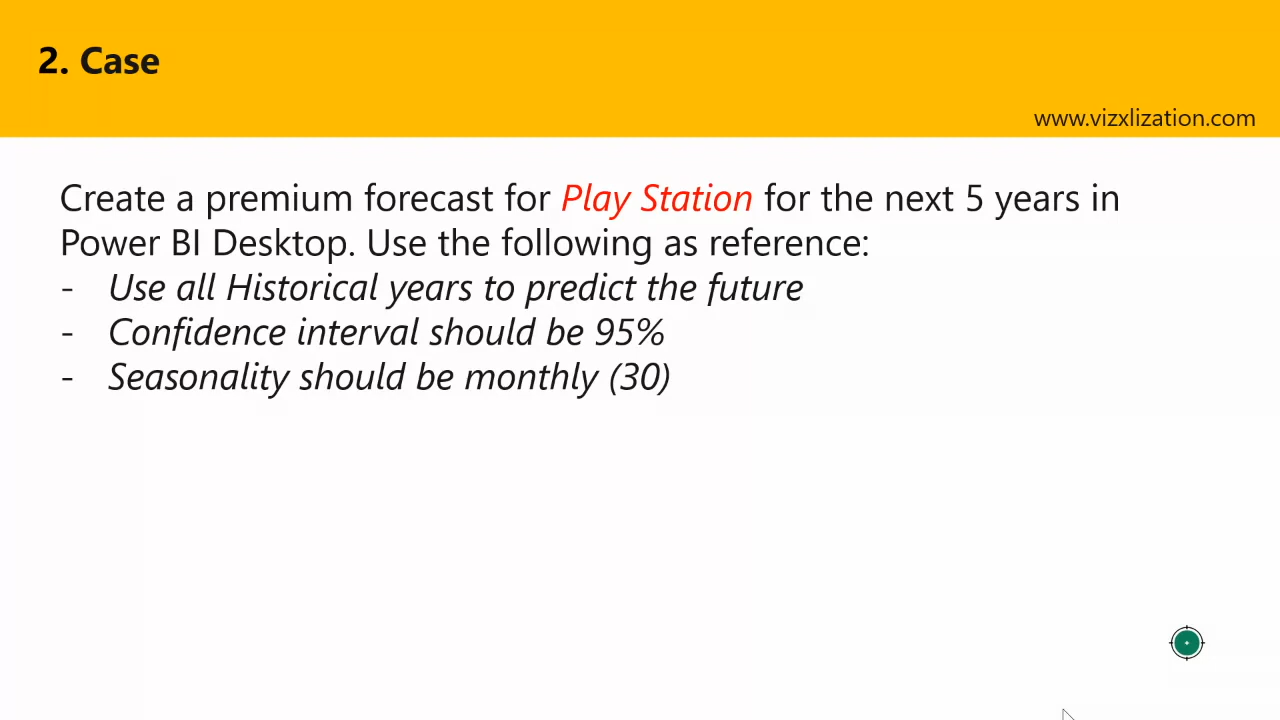 2. Case
www.vizxlization.com
Create a premium forecast for Play Station for the next 5 years in
Power BI Desktop. Use the following as reference:
- Use all Historical years to predict the future
- Confidence interval should be 95%
- Seasonality should be monthly (30)